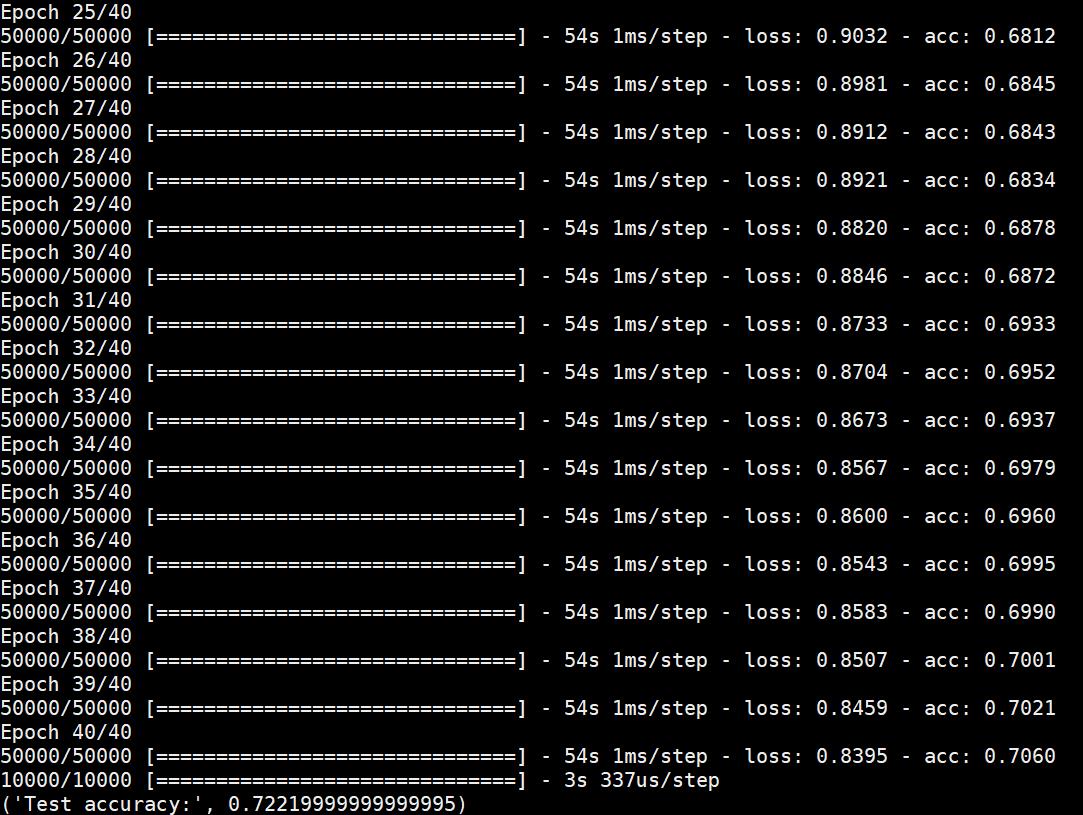 Epoch 25/40
50000/50000 [==============================] - 54s 1ms/step - loss: 0.9032 - acc: 0.6812
Epoch 26/40
50000/50000 [==============================] - 54s 1ms/step - loss: 0.8981 - acc: 0.6845
Epoch 27/40
50000/50000 [==============================] - 54s 1ms/step - loss: 0.8912 - acc: 0.6843
Epoch 28/40
50000/50000 [==============================] - 54s 1ms/step - loss: 0.8921 - acc: 0.6834
Epoch 29/40
50000/50000 [==============================] - 54s 1ms/step - loss: 0.8820 - acc: 0.6878
Epoch 30/40
50000/50000 [==============================] - 54s 1ms/step - loss: 0.8846 - acc: 0.6872
Epoch 31/40
50000/50000 [==============================] - 54s 1ms/step - loss: 0.8733 - acc: 0.6933
Epoch 32/40
50000/50000 [==============================] - 54s 1ms/step - loss: 0.8704 - acc: 0.6952
Epoch 33/40
50000/50000 [==============================] - 54s 1ms/step - loss: 0.8673 - acc: 0.6937
Epoch 34/40
50000/50000 [==============================] - 54s 1ms/step - loss: 0.8567 - acc: 0.6979
Epoch 35/40
50000/50000 [==============================] - 54s 1ms/step - loss: 0.8600 - acc: 0.6960
Epoch 36/40
50000/50000 [==============================] - 54s 1ms/step - loss: 0.8543 - acc: 0.6995
Epoch 37/40
50000/50000 [==============================] - 54s 1ms/step - loss: 0.8583 - acc: 0.6990
Epoch 38/40
50000/50000 [==============================] - 54s 1ms/step - loss: 0.8507 - acc: 0.7001
Epoch 39/40
50000/50000 [==============================] - 54s 1ms/step - loss: 0.8459 - acc: 0.7021
Epoch 40/40
50000/50000 [==============================] - 54s 1ms/step - loss: 0.8395 - acc: 0.7060
10000/10000 [==============================] - 3s 337us/step
('Test accuracy:', 0.72219999999999995)